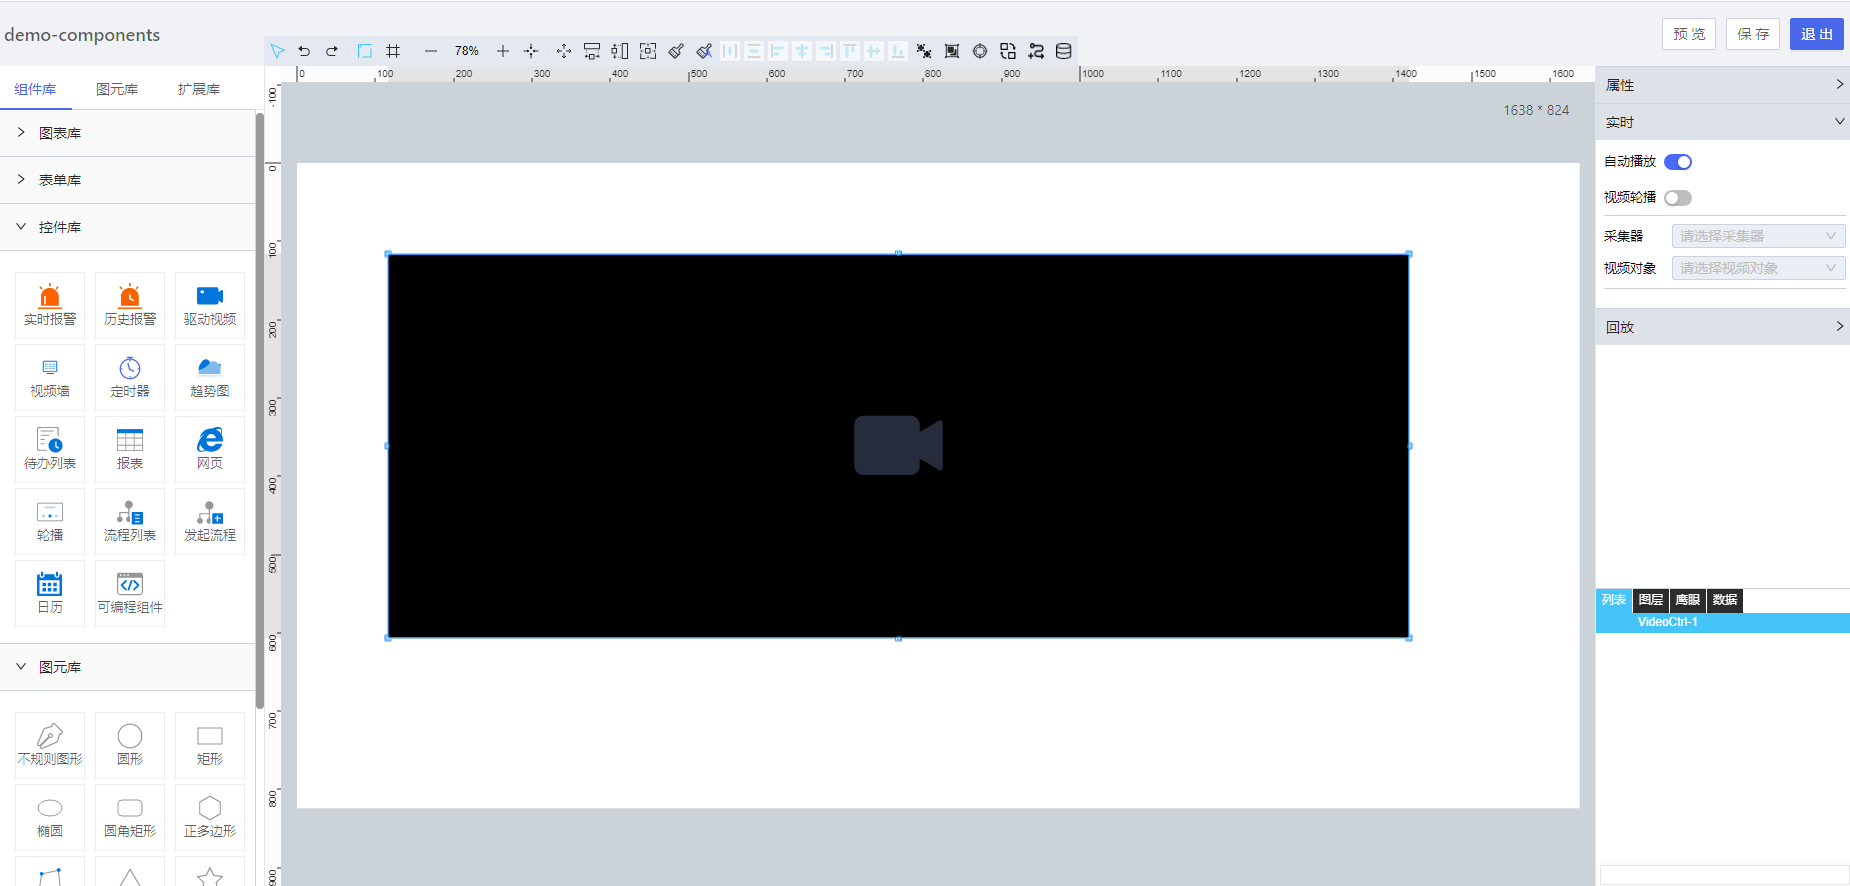 demo-components
78%
预 览
保 存
退 出
组件库
图元库
扩展库
图表库
表单库
控件库
实时报警
历史报警
驱动视频
视频墙
定时器
趋势图
待办列表
报表
网页
轮播
流程列表
发起流程
日历
可编程组件
图元库
不规则图形
圆形
矩形
椭圆
圆角矩形
正多边形
0
100
200
300
400
500
600
700
800
900
1000
1100
1200
1300
1400
1500
1600
-100
0
100
200
300
400
500
600
700
800
900
1638 * 824
属性
实时
自动播放
视频轮播
采集器
请选择采集器
视频对象
请选择视频对象
回放
列表
图层
鹰眼
数据
VideoCtrl-1